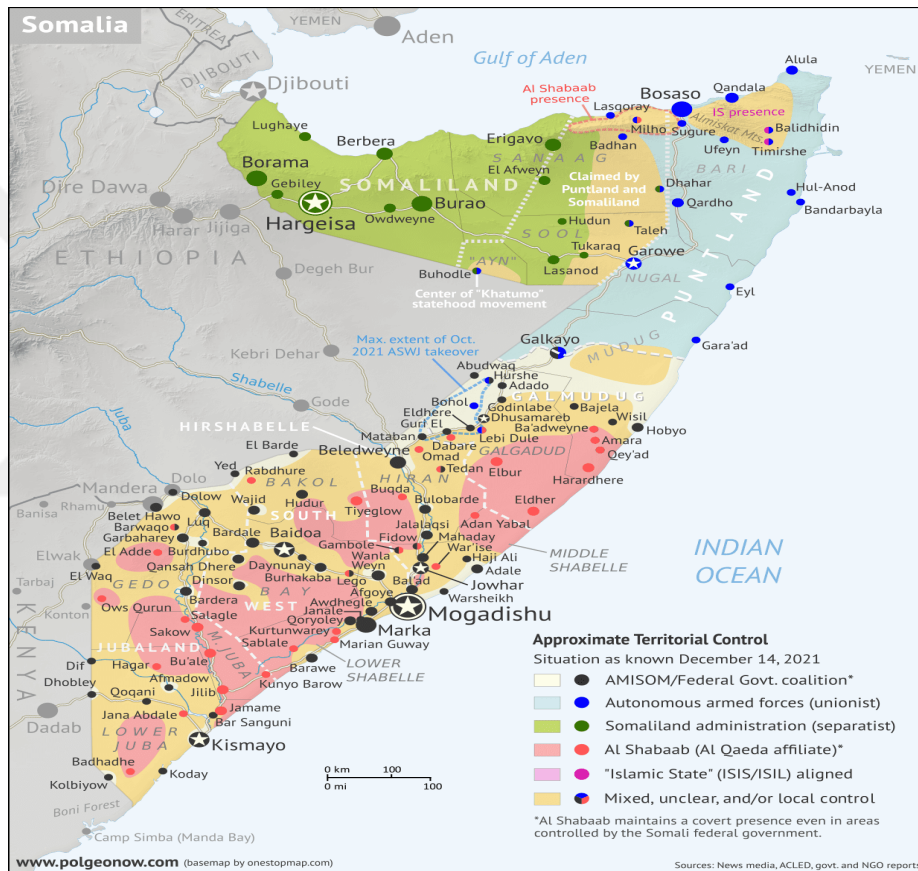 Somalia
YEMEN
ERITREA
Aden
Gulf of Aden
YEMEN
DJIBOUTI
Djibouti
Alula
Al Shabaab
presence
Lasqoray
Bosaso
Qandala
IS presence
Almiskat Mts.
Balidhidin
Timirshe
Milho
Sugure
Badhan
Ufeyn
BARI
Lughaye
Berbera
Erigavo
SANAAG
El Afweyn
Borama
Gebiley
SOMALILAND
Claimed by
Puntland and
Somaliland
Dhahar
Hul-Anod
Bandarbayla
Qardho
Dire Dawa
Harar
Jijiga
Hargeisa
Owdweyne
Burao
Hudun
SOOL
Taleh
PUNTLAND
ETHIOPIA
Tukaraq
Garowe
"AYN"
Lasanod
NUGAL
Degeh Bur
Buhodle
Center of "Khatumo"
statehood movement
Eyl
Max. extent of Oct.
2021 ASWJ takeover
Galkayo
MUDUG
Gara'ad
Kebri Dehar
Abudwaq
Hurshe
Adado
GALMUDUG
Shabelle
Gode
Juba
Bohol
Godinlabe
Dhusamareb
Bajela
Wisil
Eldhere
Guri El
Ba'adweyne
Hobyo
HIRSHABELLE
Mataban
Lebi Dule
Amara
El Barde
Beledweyne
Dabare
Omad
GALGADUD
Qey'ad
Yed
Rabdhure
HIRAN
Tedan
Elbur
Harardhere
Mandera
Dolo
BAKOL
Buqda
Banisa
Rhamu
Dolow
Wajid
Hudur
Tiyeglow
Bulobarde
Eldher
Belet Hawo
Luq
SOUTH
Jalalaqsi
Adan Yabal
Barwaqo
Garbaharey
Bardale
Baidoa
Gambole
Fidow
Mahaday
MIDDLE
SHABELLE
El Adde
Burdhubo
Wanla
Weyn
War'ise
Haji Ali
INDIAN
OCEAN
Elwak
El Waq
Qansah Dhere
Daynunay
Adale
Tarbaj
GEDO
Dinsor
Burhakaba
Lego
Bal'ad
Jowhar
BAY
Afgoye
Warsheikh
Konton
Ows Qurun
Bardera
WEST
Awdhegle
Janale
Mogadishu
Salagle
Qoryoley
Marka
KENYA
Sakow
M. JUBA
Kurtunwarey
Marian Guway
Sablale
JUBALAND
Bu'ale
LOWER
SHABELLE
Dif
Hagar
Barawe
Dhobley
Afmadow
Jilib
Kunyo Barow
Qoqani
Dadab
Jana Abdale
Jamame
Bar Sanguni
LOWER
JUBA
Kismayo
Badhadhe
Koday
Kolbiyow
Boni Forest
Camp Simba (Manda Bay)
0 km 100
0 mi 100
Approximate Territorial Control
Situation as known December 14, 2021
AMISOM/Federal Govt. coalition*
Autonomous armed forces (unionist)
Somaliland administration (separatist)
Al Shabaab (Al Qaeda affiliate)*
"Islamic State" (ISIS/ISIL) aligned
Mixed, unclear, and/or local control
*Al Shabaab maintains a covert presence even in areas
controlled by the Somali federal government.
www.polgeonow.com (basemap by onestopmap.com)
Sources: News media, ACLED, govt. and NGO reports